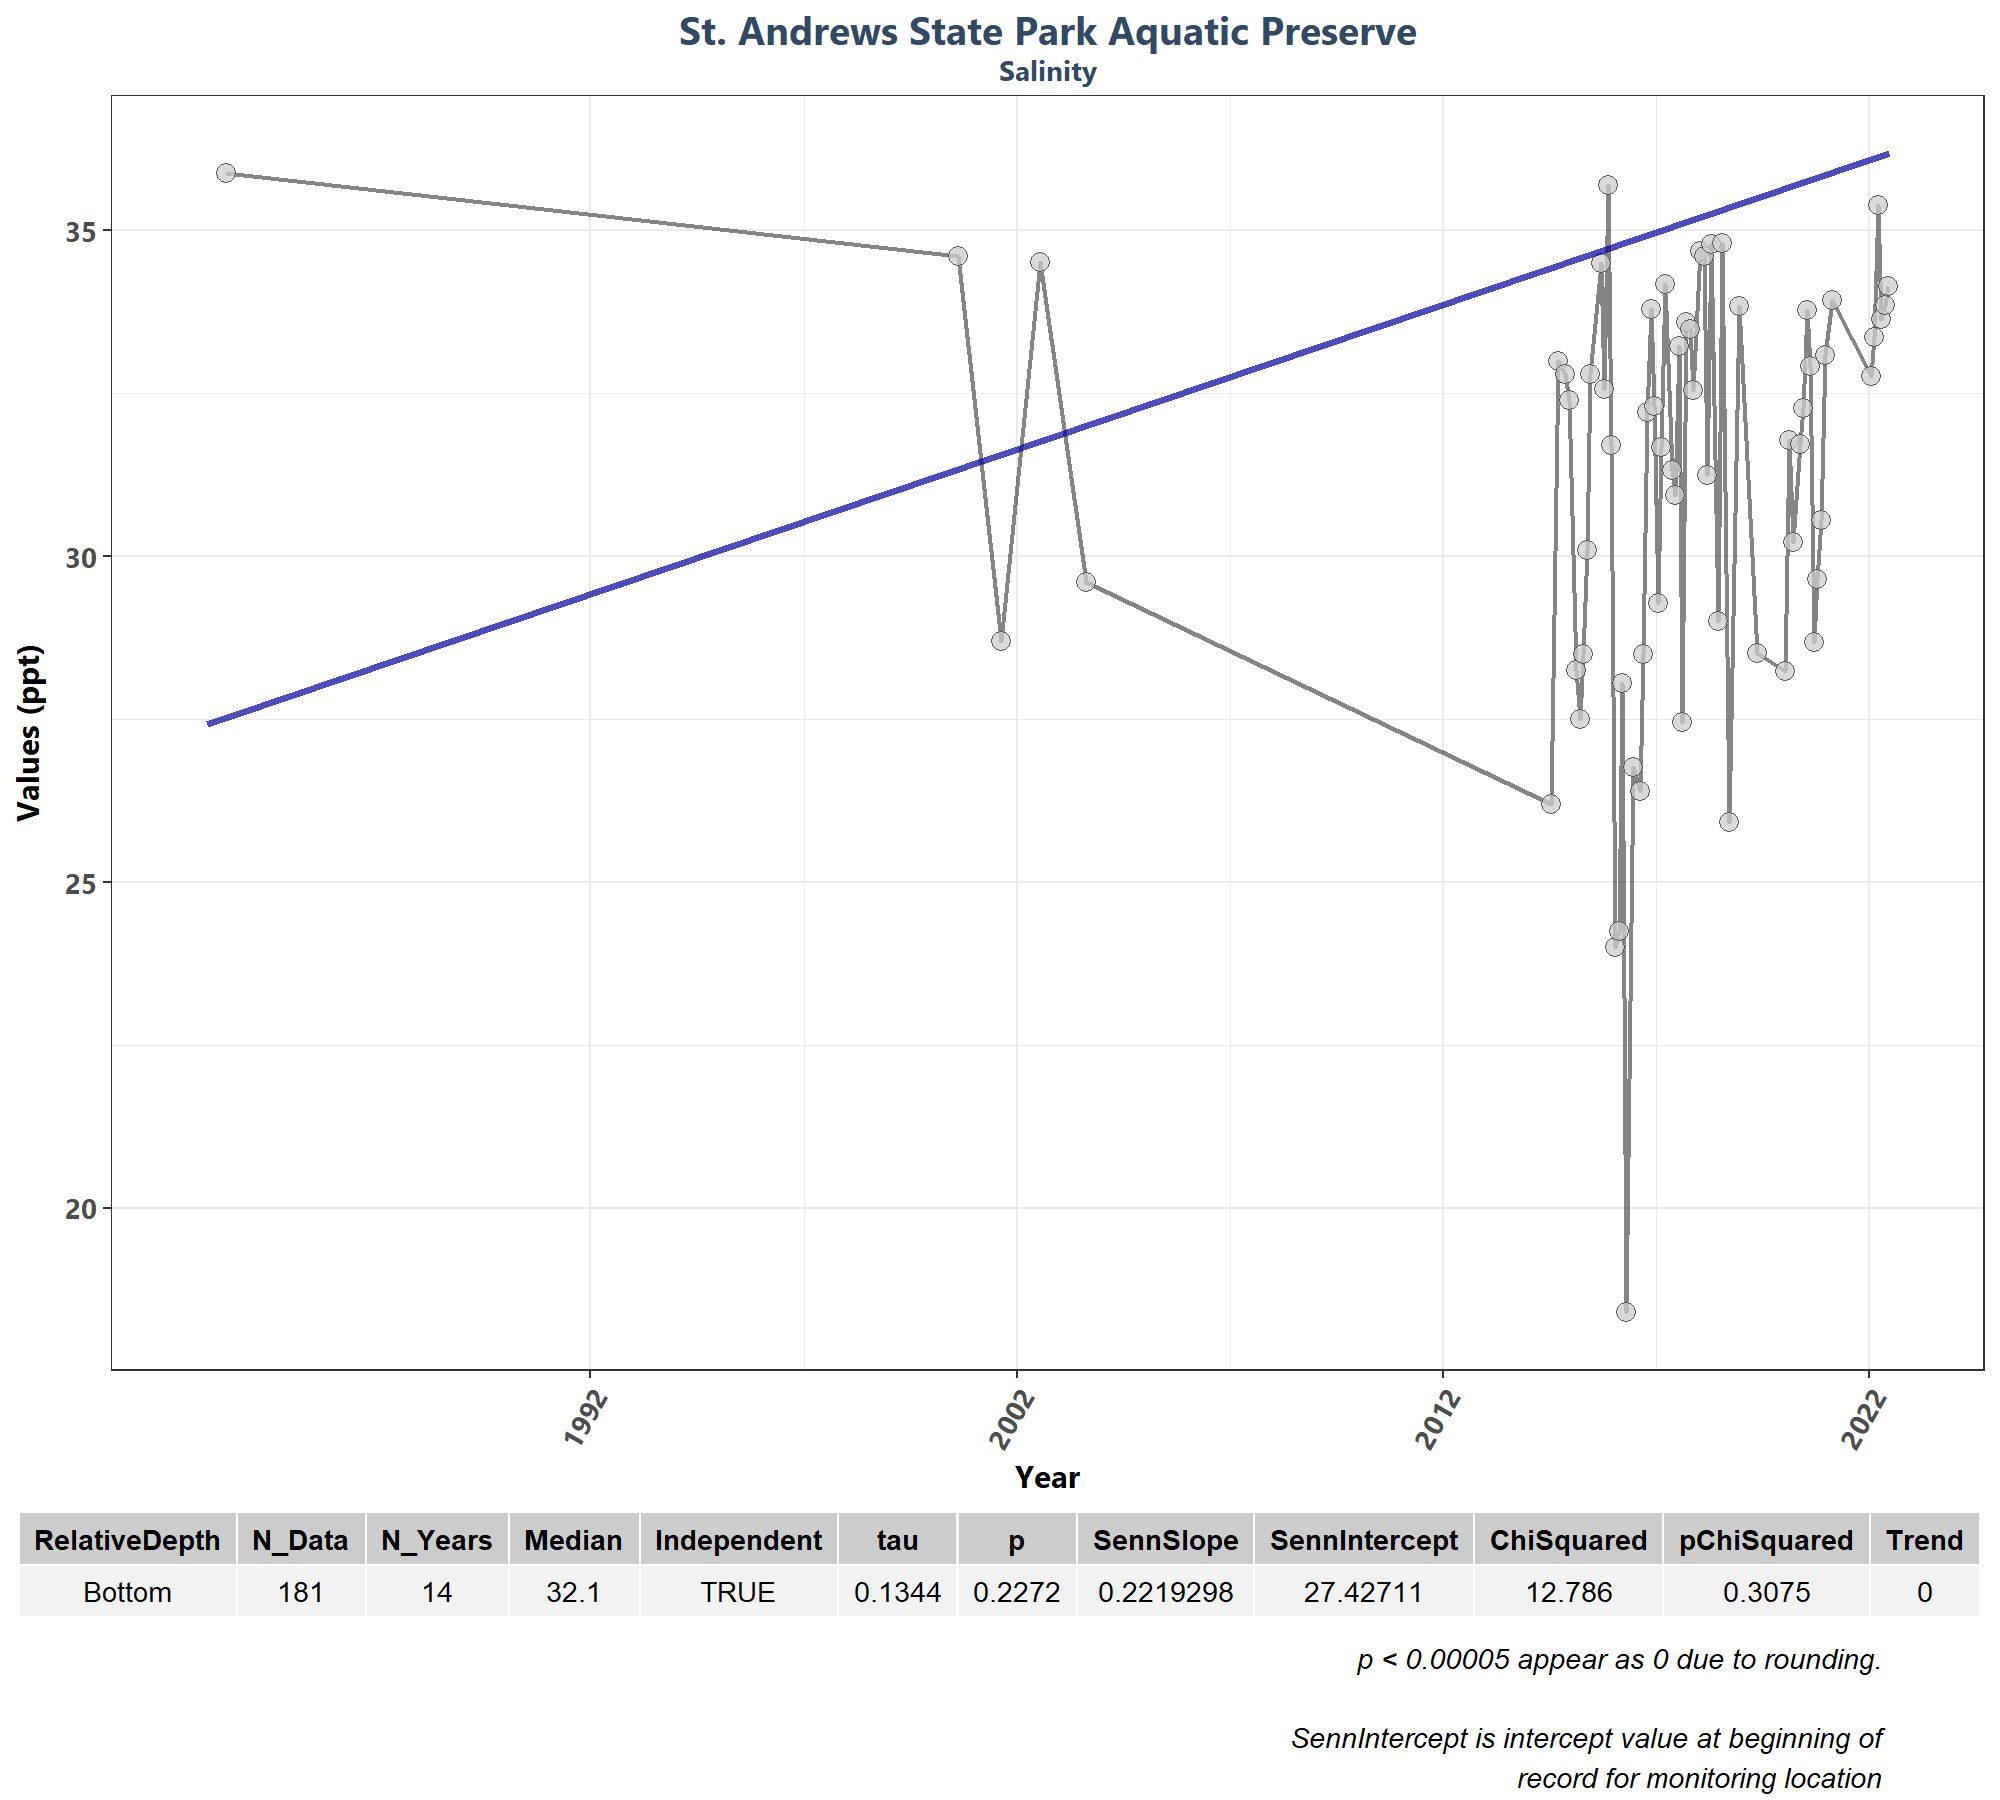 St. Andrews State Park Aquatic Preserve
Salinity
Values (ppt)
35
30
25
20
1992
2002
2012
2022
Year
RelativeDepth N_Data N_Years Median Independent tau p SennSlope SennIntercept ChiSquared pChiSquared Trend
Bottom 181 14 32.1 TRUE 0.1344 0.2272 0.2219298 27.42711 12.786 0.3075 0
p < 0.00005 appear as 0 due to rounding.
SennIntercept is intercept value at beginning of
record for monitoring location